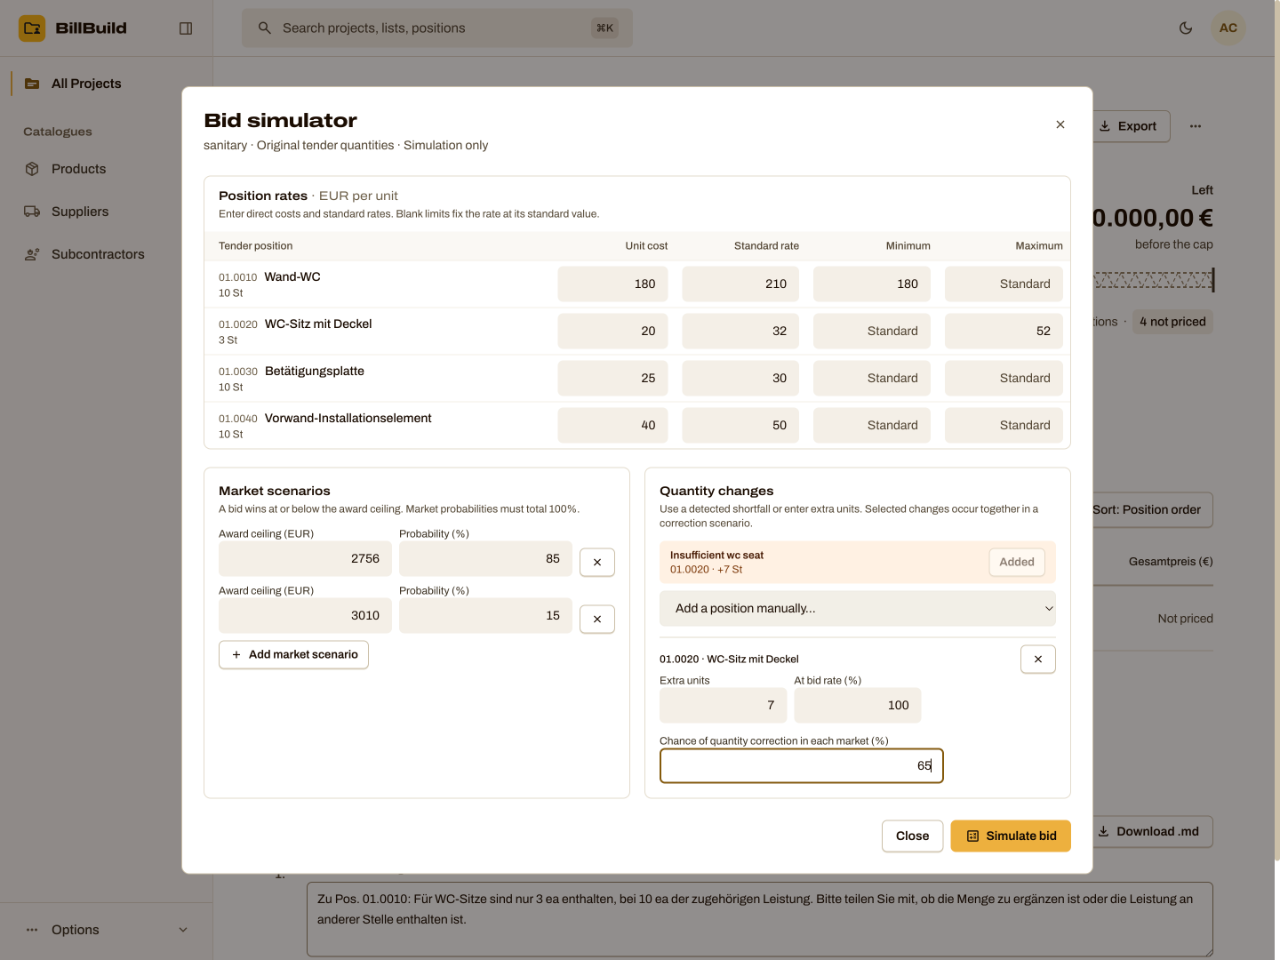 BillBuild
Search projects, lists, positions
⌘K
AC
All Projects
Catalogues
Products
Suppliers
Subcontractors
Options
Export
Left
0.000,00 €
before the cap
tions · 4 not priced
Sort: Position order
Gesamtpreis (€)
Not priced
Download .md
Bid simulator
sanitary · Original tender quantities · Simulation only
Position rates · EUR per unit
Enter direct costs and standard rates. Blank limits fix the rate at its standard value.
Tender position Unit cost Standard rate Minimum Maximum
01.0010 Wand-WC
10 St
180 210 180 Standard
01.0020 WC-Sitz mit Deckel
3 St
20 32 Standard 52
01.0030 Betätigungsplatte
10 St
25 30 Standard Standard
01.0040 Vorwand-Installationselement
10 St
40 50 Standard Standard
Market scenarios
A bid wins at or below the award ceiling. Market probabilities must total 100%.
Award ceiling (EUR) Probability (%)
2756 85
Award ceiling (EUR) Probability (%)
3010 15
+ Add market scenario
Quantity changes
Use a detected shortfall or enter extra units. Selected changes occur together in a
correction scenario.
Insufficient wc seat
01.0020 · +7 St
Added
Add a position manually...
01.0020 · WC-Sitz mit Deckel
Extra units At bid rate (%)
7 100
Chance of quantity correction in each market (%)
65
Close
Simulate bid
1.
Zu Pos. 01.0010: Für WC-Sitze sind nur 3 ea enthalten, bei 10 ea der zugehörigen Leistung. Bitte teilen Sie mit, ob die Menge zu ergänzen ist oder die Leistung an
anderer Stelle enthalten ist.